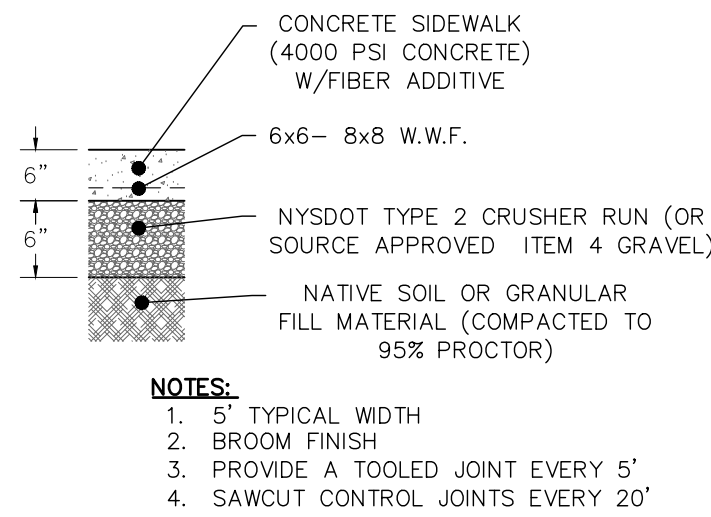 CONCRETE SIDEWALK
(4000 PSI CONCRETE)
W/FIBER ADDITIVE
6x6– 8x8 W.W.F.
6"
6"
NYSDOT TYPE 2 CRUSHER RUN (OR
SOURCE APPROVED ITEM 4 GRAVEL)
NATIVE SOIL OR GRANULAR
FILL MATERIAL (COMPACTED TO
95% PROCTOR)
NOTES:
1. 5' TYPICAL WIDTH
2. BROOM FINISH
3. PROVIDE A TOOLED JOINT EVERY 5'
4. SAWCUT CONTROL JOINTS EVERY 20'